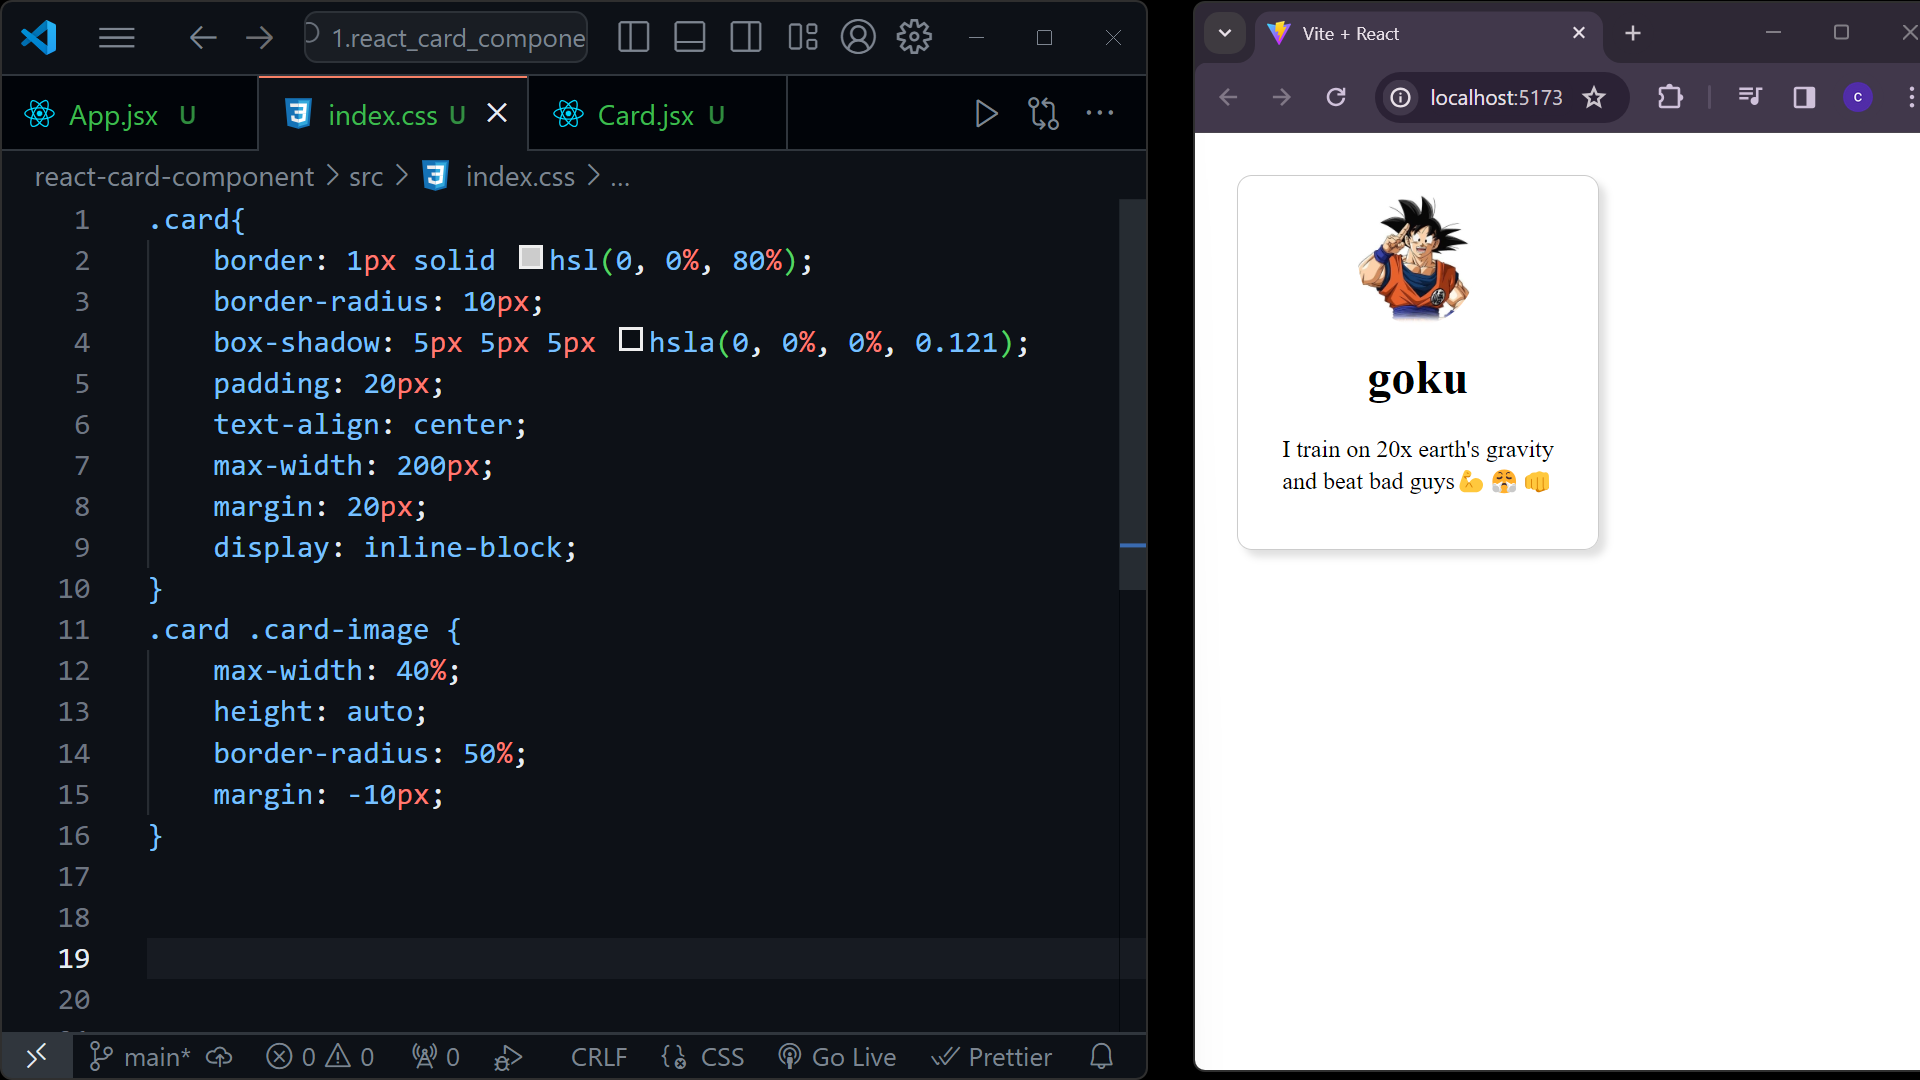 1.react_card_compone
App.jsx U
index.css U
Card.jsx U
react-card-component > src > index.css > ...
1 .card{
2 border: 1px solid hsl(0, 0%, 80%);
3 border-radius: 10px;
4 box-shadow: 5px 5px 5px hsla(0, 0%, 0%, 0.121);
5 padding: 20px;
6 text-align: center;
7 max-width: 200px;
8 margin: 20px;
9 display: inline-block;
10 }
11 .card .card-image {
12 max-width: 40%;
13 height: auto;
14 border-radius: 50%;
15 margin: -10px;
16 }
17
18
19
20
main* 0 0 0 CRLF CSS Go Live Prettier
Vite + React
localhost:5173
c
goku
I train on 20x earth's gravity
and beat bad guys💪 😤 👊